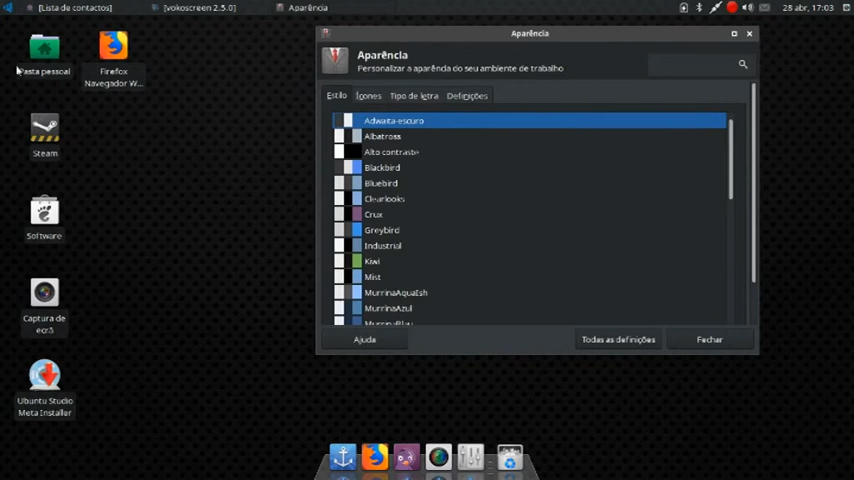 [Lista de contactos]
[vokoscreen 2.5.0]
Aparência
28 abr, 17:03
Pasta pessoal
Firefox
Navegador W...
Steam
Software
Captura de
ecrã
Ubuntu Studio
Meta Installer
Aparência
Aparência
Personalizar a aparência do seu ambiente de trabalho
Estilo
Ícones
Tipo de letra
Definições
Adwaita-escuro
Albatross
Alto contraste
Blackbird
Bluebird
Clearlooks
Crux
Greybird
Industrial
Kiwi
Mist
MurrinaAquaIsh
MurrinaAzul
MurrinaBlau
Ajuda
Todas as definições
Fechar